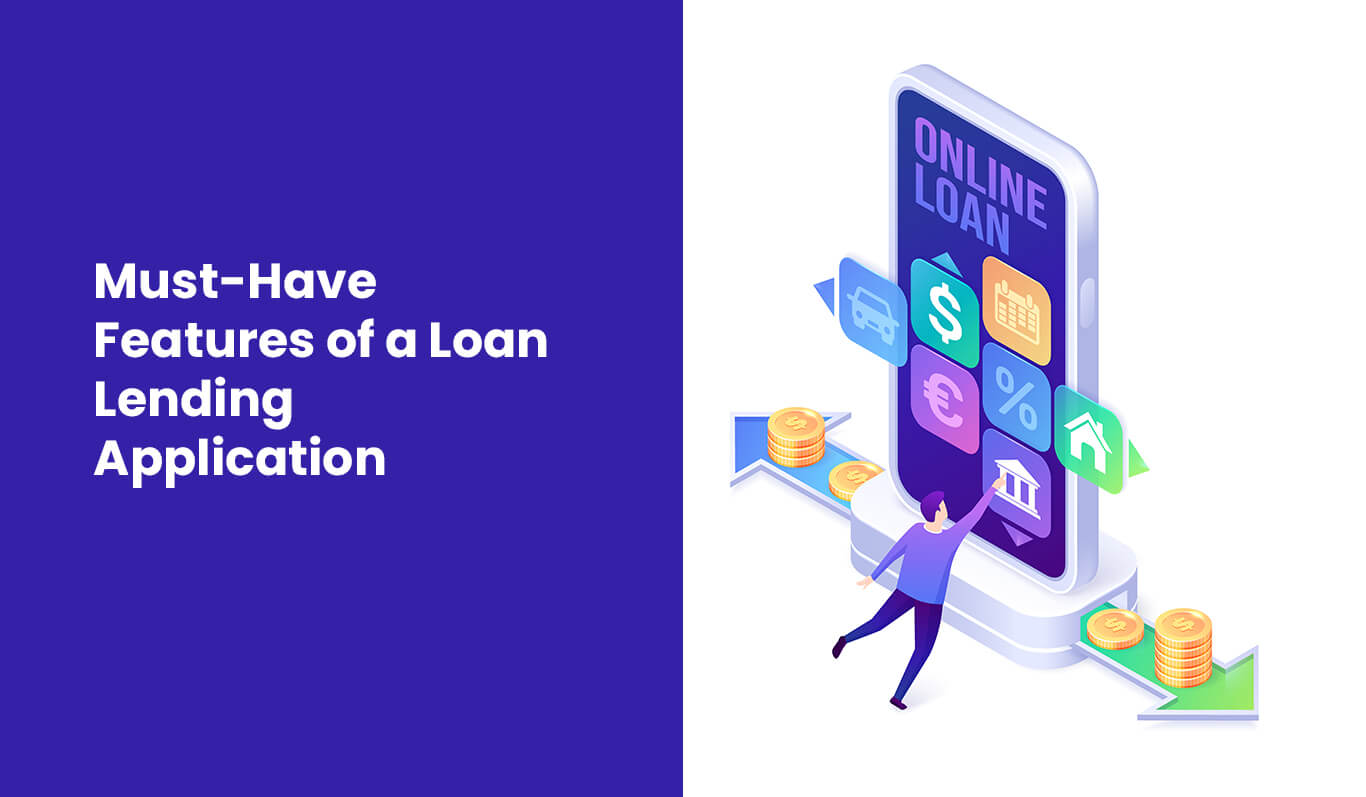 Must-Have
Features of a Loan
Lending
Application
ONLINE
LOAN
$
€
%